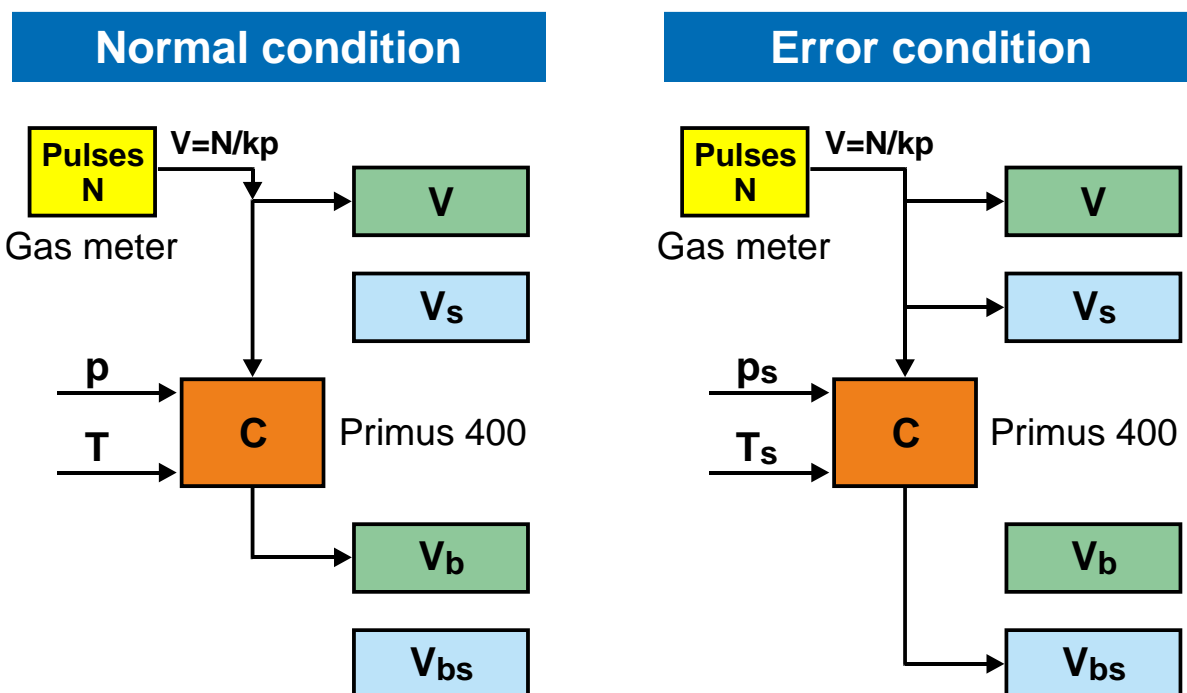 Normal condition
Pulses
N
V=N/kp
Gas meter
V
Vs
p
T
C
Primus 400
Vb
Vbs
Error condition
Pulses
N
V=N/kp
Gas meter
V
Vs
ps
Ts
C
Primus 400
Vb
Vbs